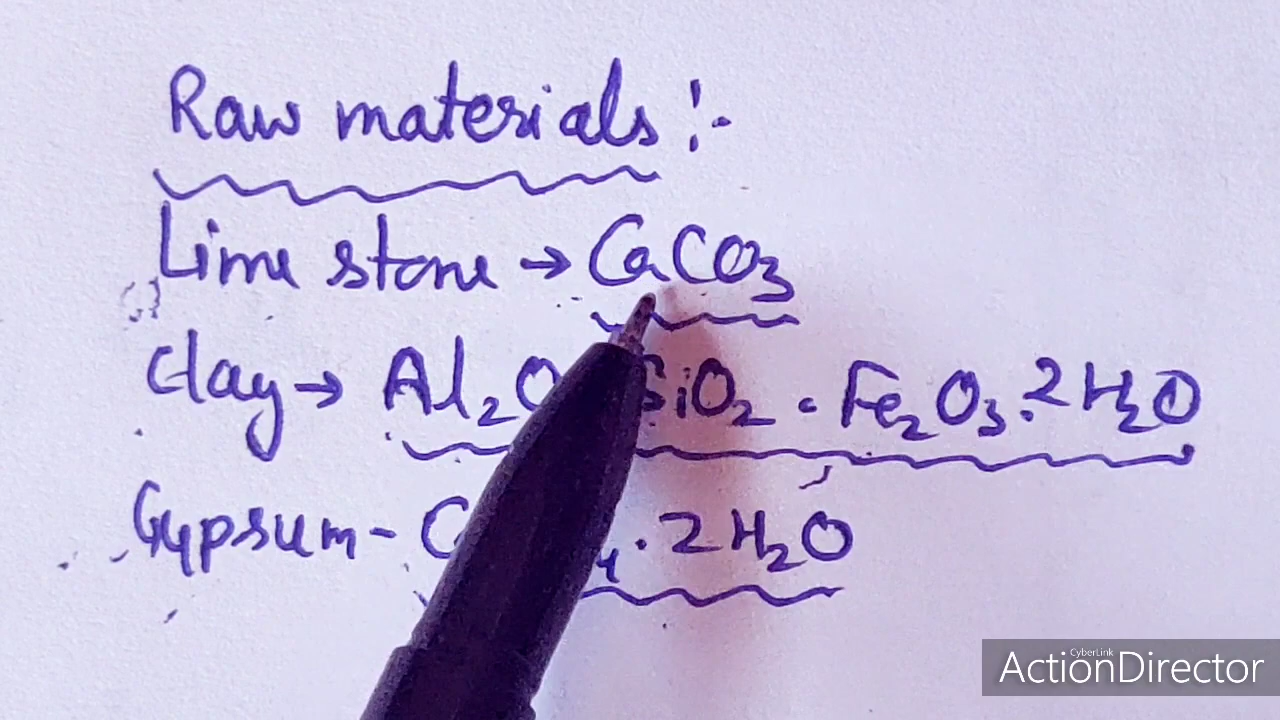 Raw materials :-
Lime stone → CaCO3
Clay → Al2O SiO2 . Fe2O3 . 2H2O
Gypsum - C 4 . 2H2O
CyberLink
ActionDirector